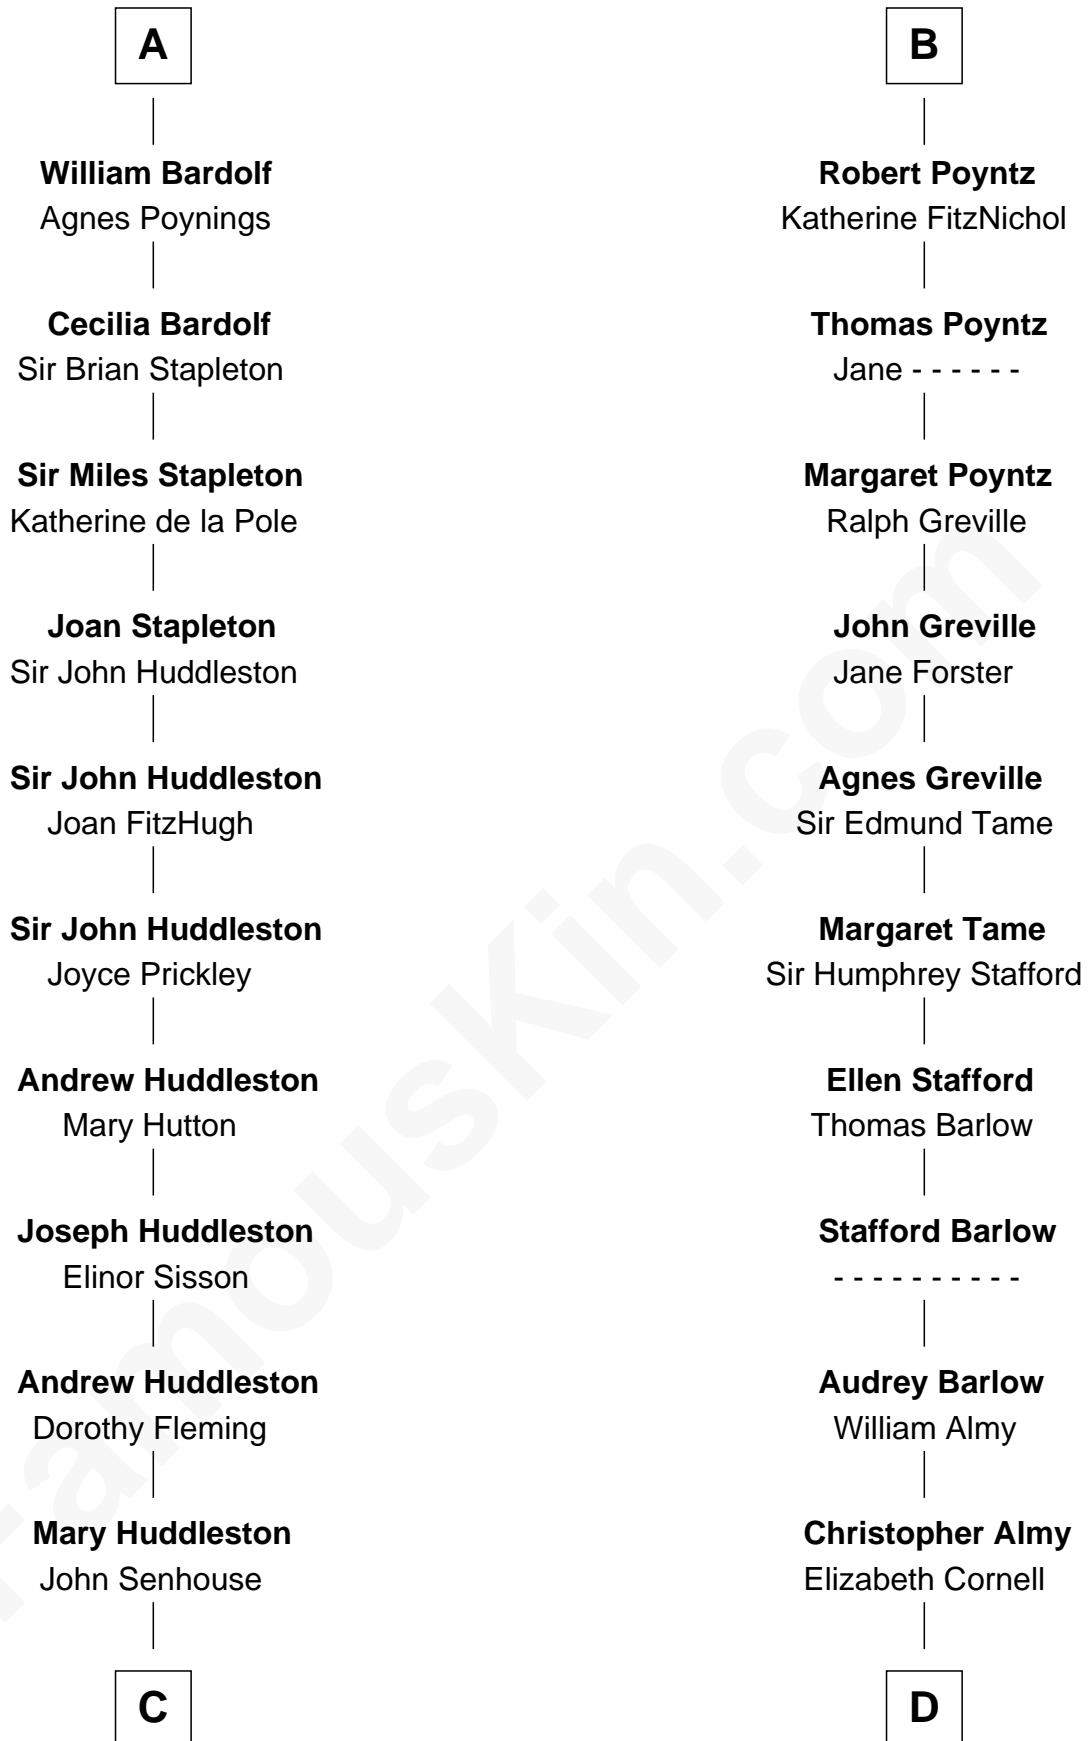 A
William Bardolf
Agnes Poynings
Cecilia Bardolf
Sir Brian Stapleton
Sir Miles Stapleton
Katherine de la Pole
Joan Stapleton
Sir John Huddleston
Sir John Huddleston
Joan FitzHugh
Sir John Huddleston
Joyce Prickley
Andrew Huddleston
Mary Hutton
Joseph Huddleston
Elinor Sisson
Andrew Huddleston
Dorothy Fleming
Mary Huddleston
John Senhouse
C
B
Robert Poyntz
Katherine FitzNichol
Thomas Poyntz
Jane - - - - - -
Margaret Poyntz
Ralph Greville
John Greville
Jane Forster
Agnes Greville
Sir Edmund Tame
Margaret Tame
Sir Humphrey Stafford
Ellen Stafford
Thomas Barlow
Stafford Barlow
- - - - - - - - - -
Audrey Barlow
William Almy
Christopher Almy
Elizabeth Cornell
D
FamousKin.com